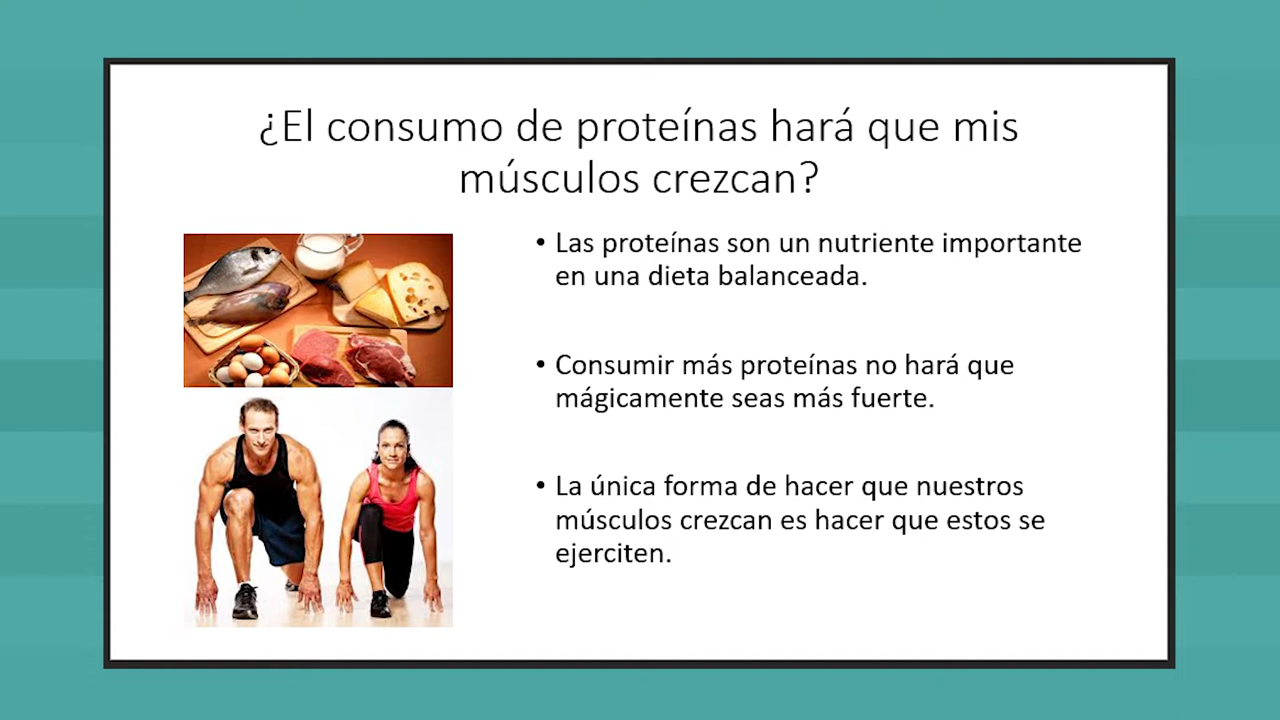 ¿El consumo de proteínas hará que mis
músculos crezcan?
• Las proteínas son un nutriente importante
en una dieta balanceada.
• Consumir más proteínas no hará que
mágicamente seas más fuerte.
• La única forma de hacer que nuestros
músculos crezcan es hacer que estos se
ejerciten.